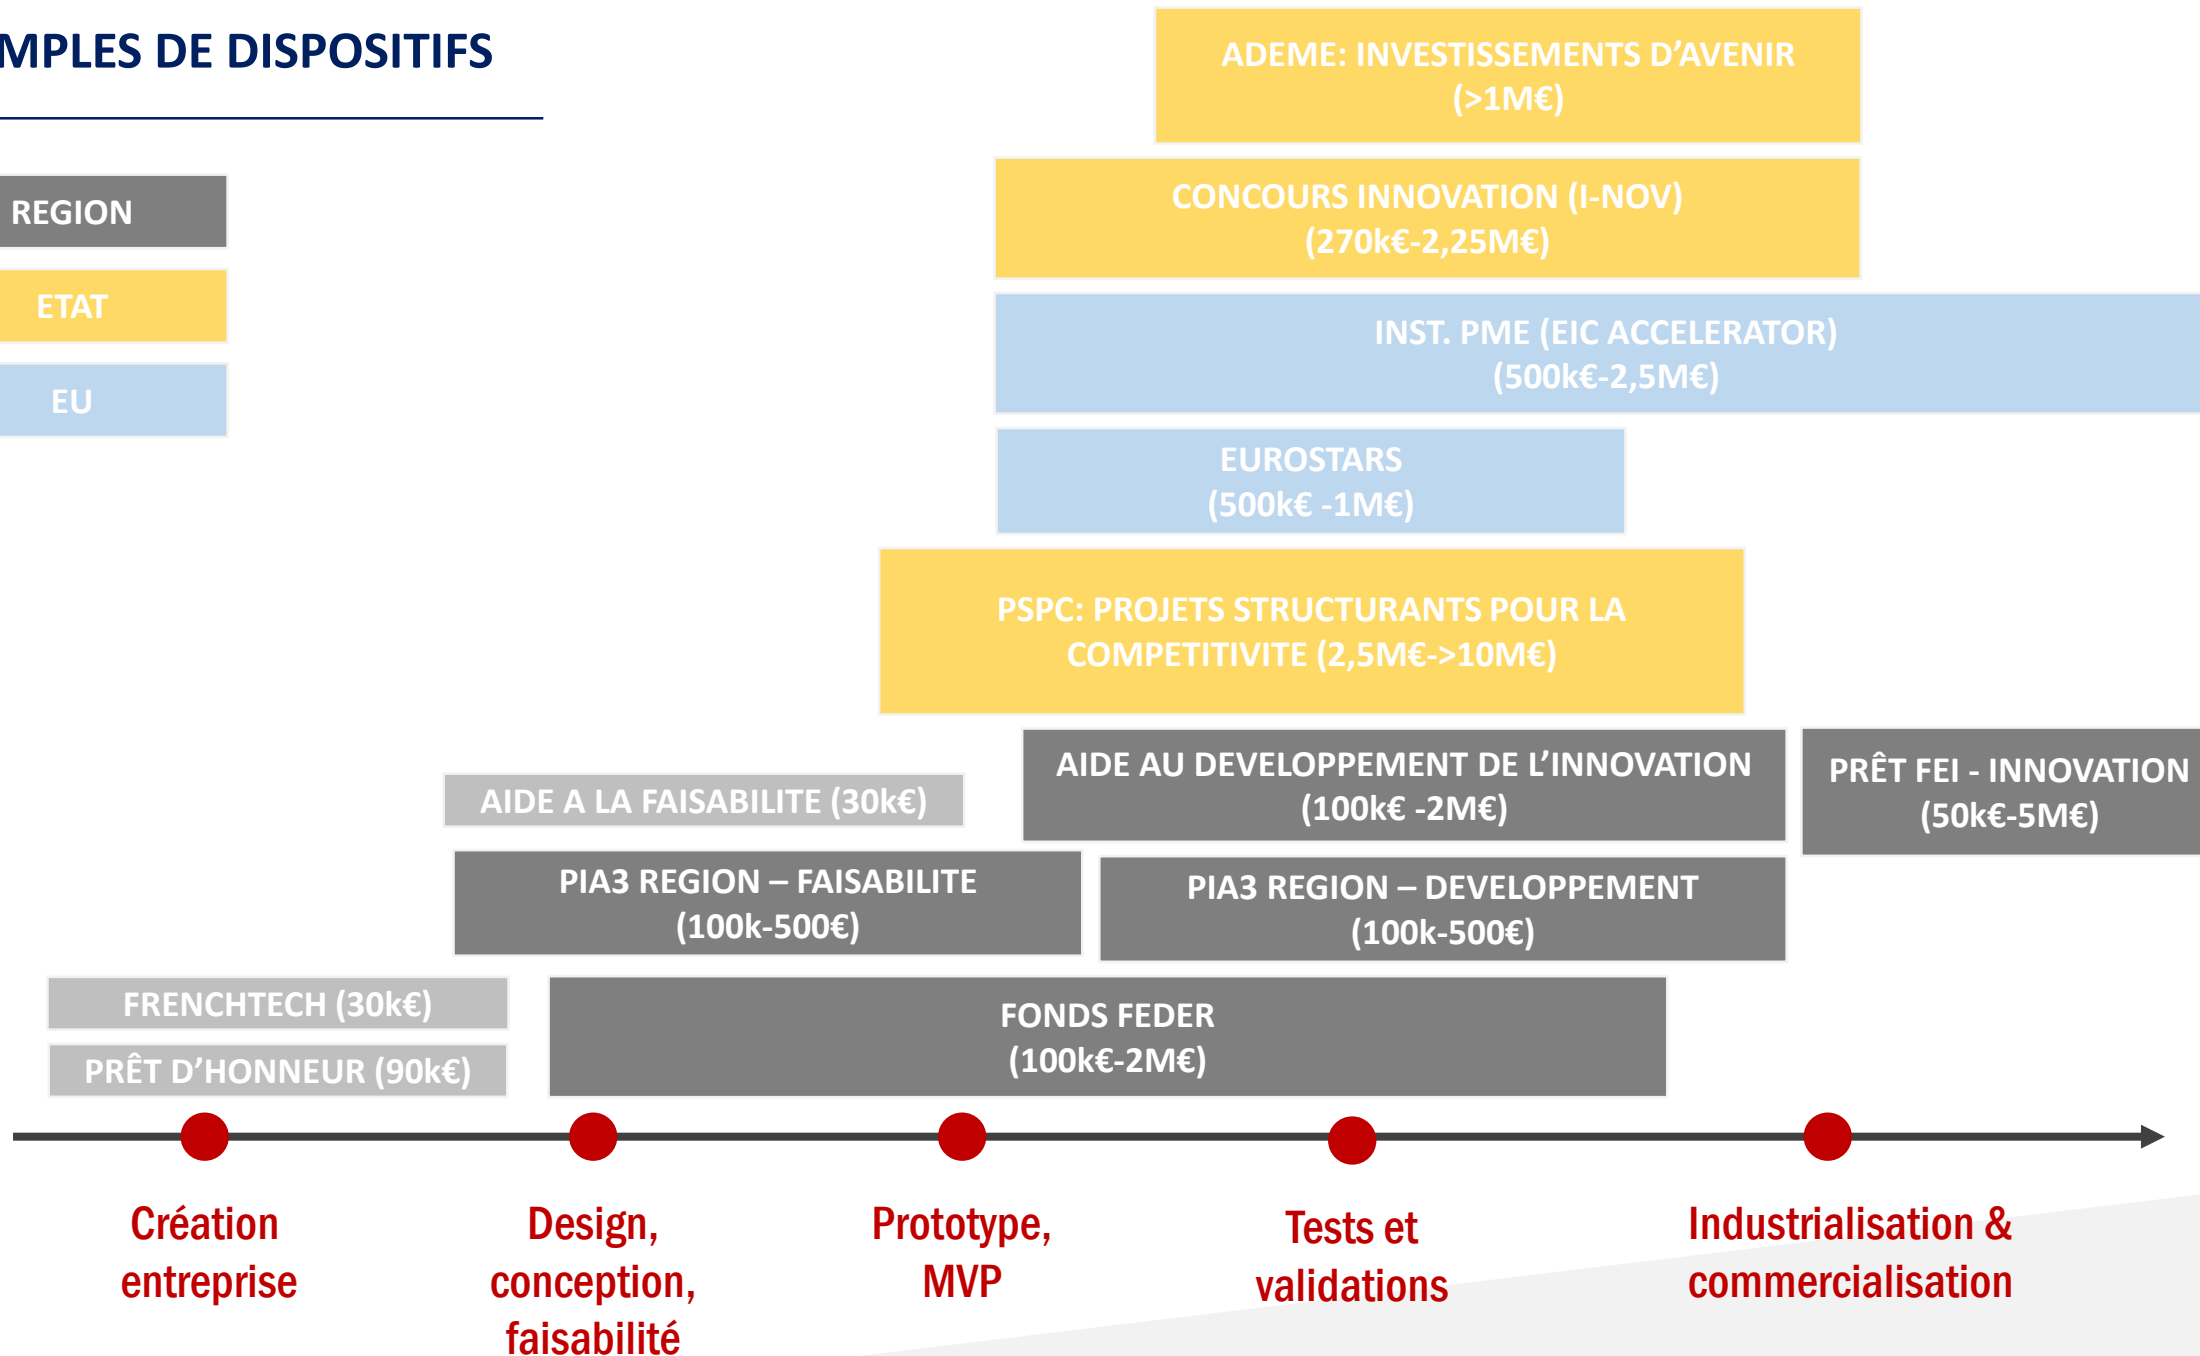 MPLES DE DISPOSITIFS
REGION
ETAT
EU
ADEME: INVESTISSEMENTS D’AVENIR
(>1M€)
CONCOURS INNOVATION (I-NOV)
(270k€-2,25M€)
INST. PME (EIC ACCELERATOR)
(500k€-2,5M€)
EUROSTARS
(500k€ -1M€)
PSPC: PROJETS STRUCTURANTS POUR LA
COMPETITIVITE (2,5M€->10M€)
AIDE AU DEVELOPPEMENT DE L’INNOVATION
(100k€ -2M€)
PRÊT FEI - INNOVATION
(50k€-5M€)
AIDE A LA FAISABILITE (30k€)
PIA3 REGION – FAISABILITE
(100k-500€)
PIA3 REGION – DEVELOPPEMENT
(100k-500€)
FRENCHTECH (30k€)
PRÊT D’HONNEUR (90k€)
FONDS FEDER
(100k€-2M€)
Création
entreprise
Design,
conception,
faisabilité
Prototype,
MVP
Tests et
validations
Industrialisation &
commercialisation